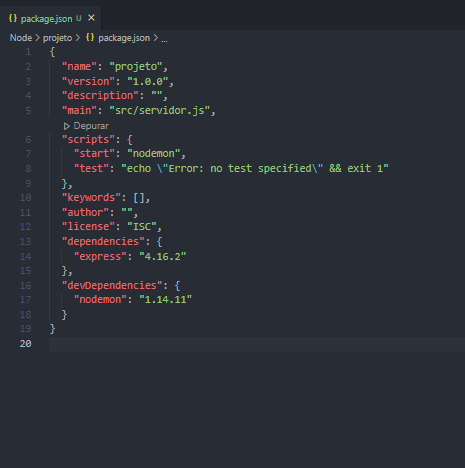 {} package.json U ×
Node > projeto > {} package.json > ...
1 {
2 "name": "projeto",
3 "version": "1.0.0",
4 "description": "",
5 "main": "src/servidor.js",
Depurar
6 "scripts": {
7 "start": "nodemon",
8 "test": "echo \"Error: no test specified\" && exit 1"
9 },
10 "keywords": [],
11 "author": "",
12 "license": "ISC",
13 "dependencies": {
14 "express": "4.16.2"
15 },
16 "devDependencies": {
17 "nodemon": "1.14.11"
18 }
19 }
20